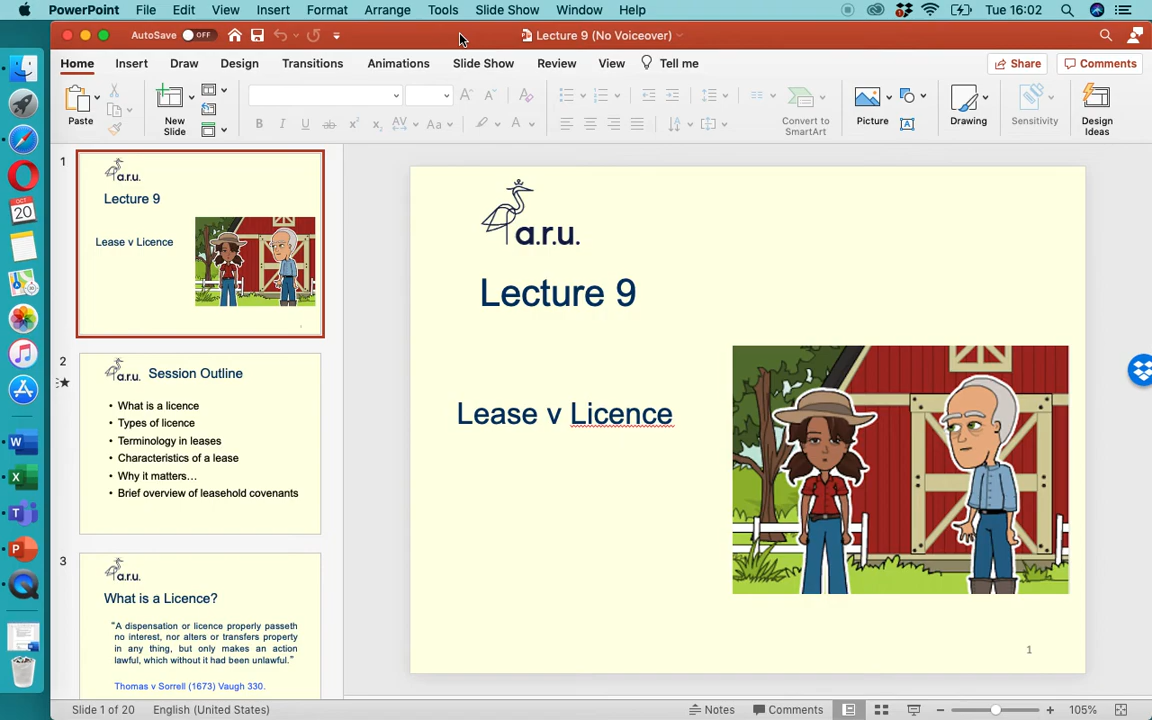 PowerPoint File Edit View Insert Format Arrange Tools Slide Show Window Help Tue 16:02
AutoSave OFF Lecture 9 (No Voiceover)
Home Insert Draw Design Transitions Animations Slide Show Review View Tell me Share Comments
Paste New Slide Convert to SmartArt Picture Drawing Sensitivity Design Ideas
1
a.r.u.
Lecture 9
Lease v Licence
2
a.r.u. Session Outline
• What is a licence
• Types of licence
• Terminology in leases
• Characteristics of a lease
• Why it matters…
• Brief overview of leasehold covenants
3
a.r.u.
What is a Licence?
"A dispensation or licence properly passeth
no interest, nor alters or transfers property
in any thing, but only makes an action
lawful, which without it had been unlawful."
Thomas v Sorrell (1673) Vaugh 330.
a.r.u.
Lecture 9
Lease v Licence
1
OCT
20
Slide 1 of 20 English (United States) Notes Comments 105%